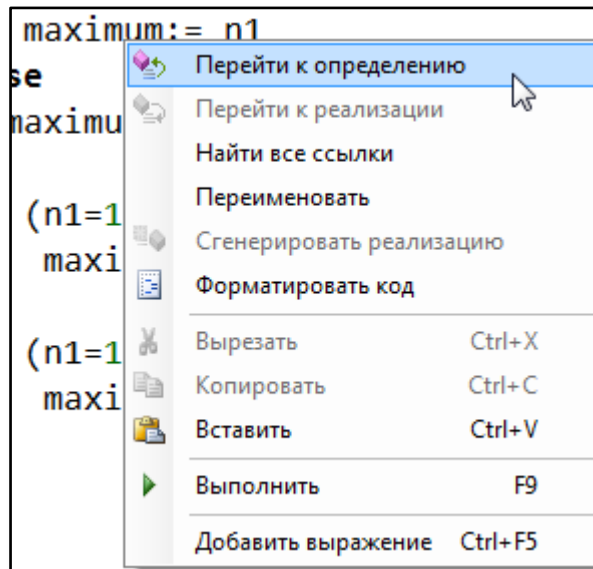 maximum:= n1
se
Перейти к определению
maximu
Перейти к реализации
Найти все ссылки
Переименовать
(n1=1
Сгенерировать реализацию
maxi
Форматировать код
Вырезать Ctrl+X
(n1=1
Копировать Ctrl+C
maxi
Вставить Ctrl+V
Выполнить F9
Добавить выражение Ctrl+F5